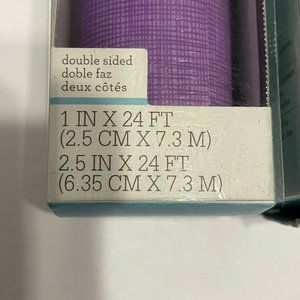 double sided
doble faz
deux côtés
1 IN X 24 FT
(2.5 CM X 7.3 M)
2.5 IN X 24 FT
(6.35 CM X 7.3 M)